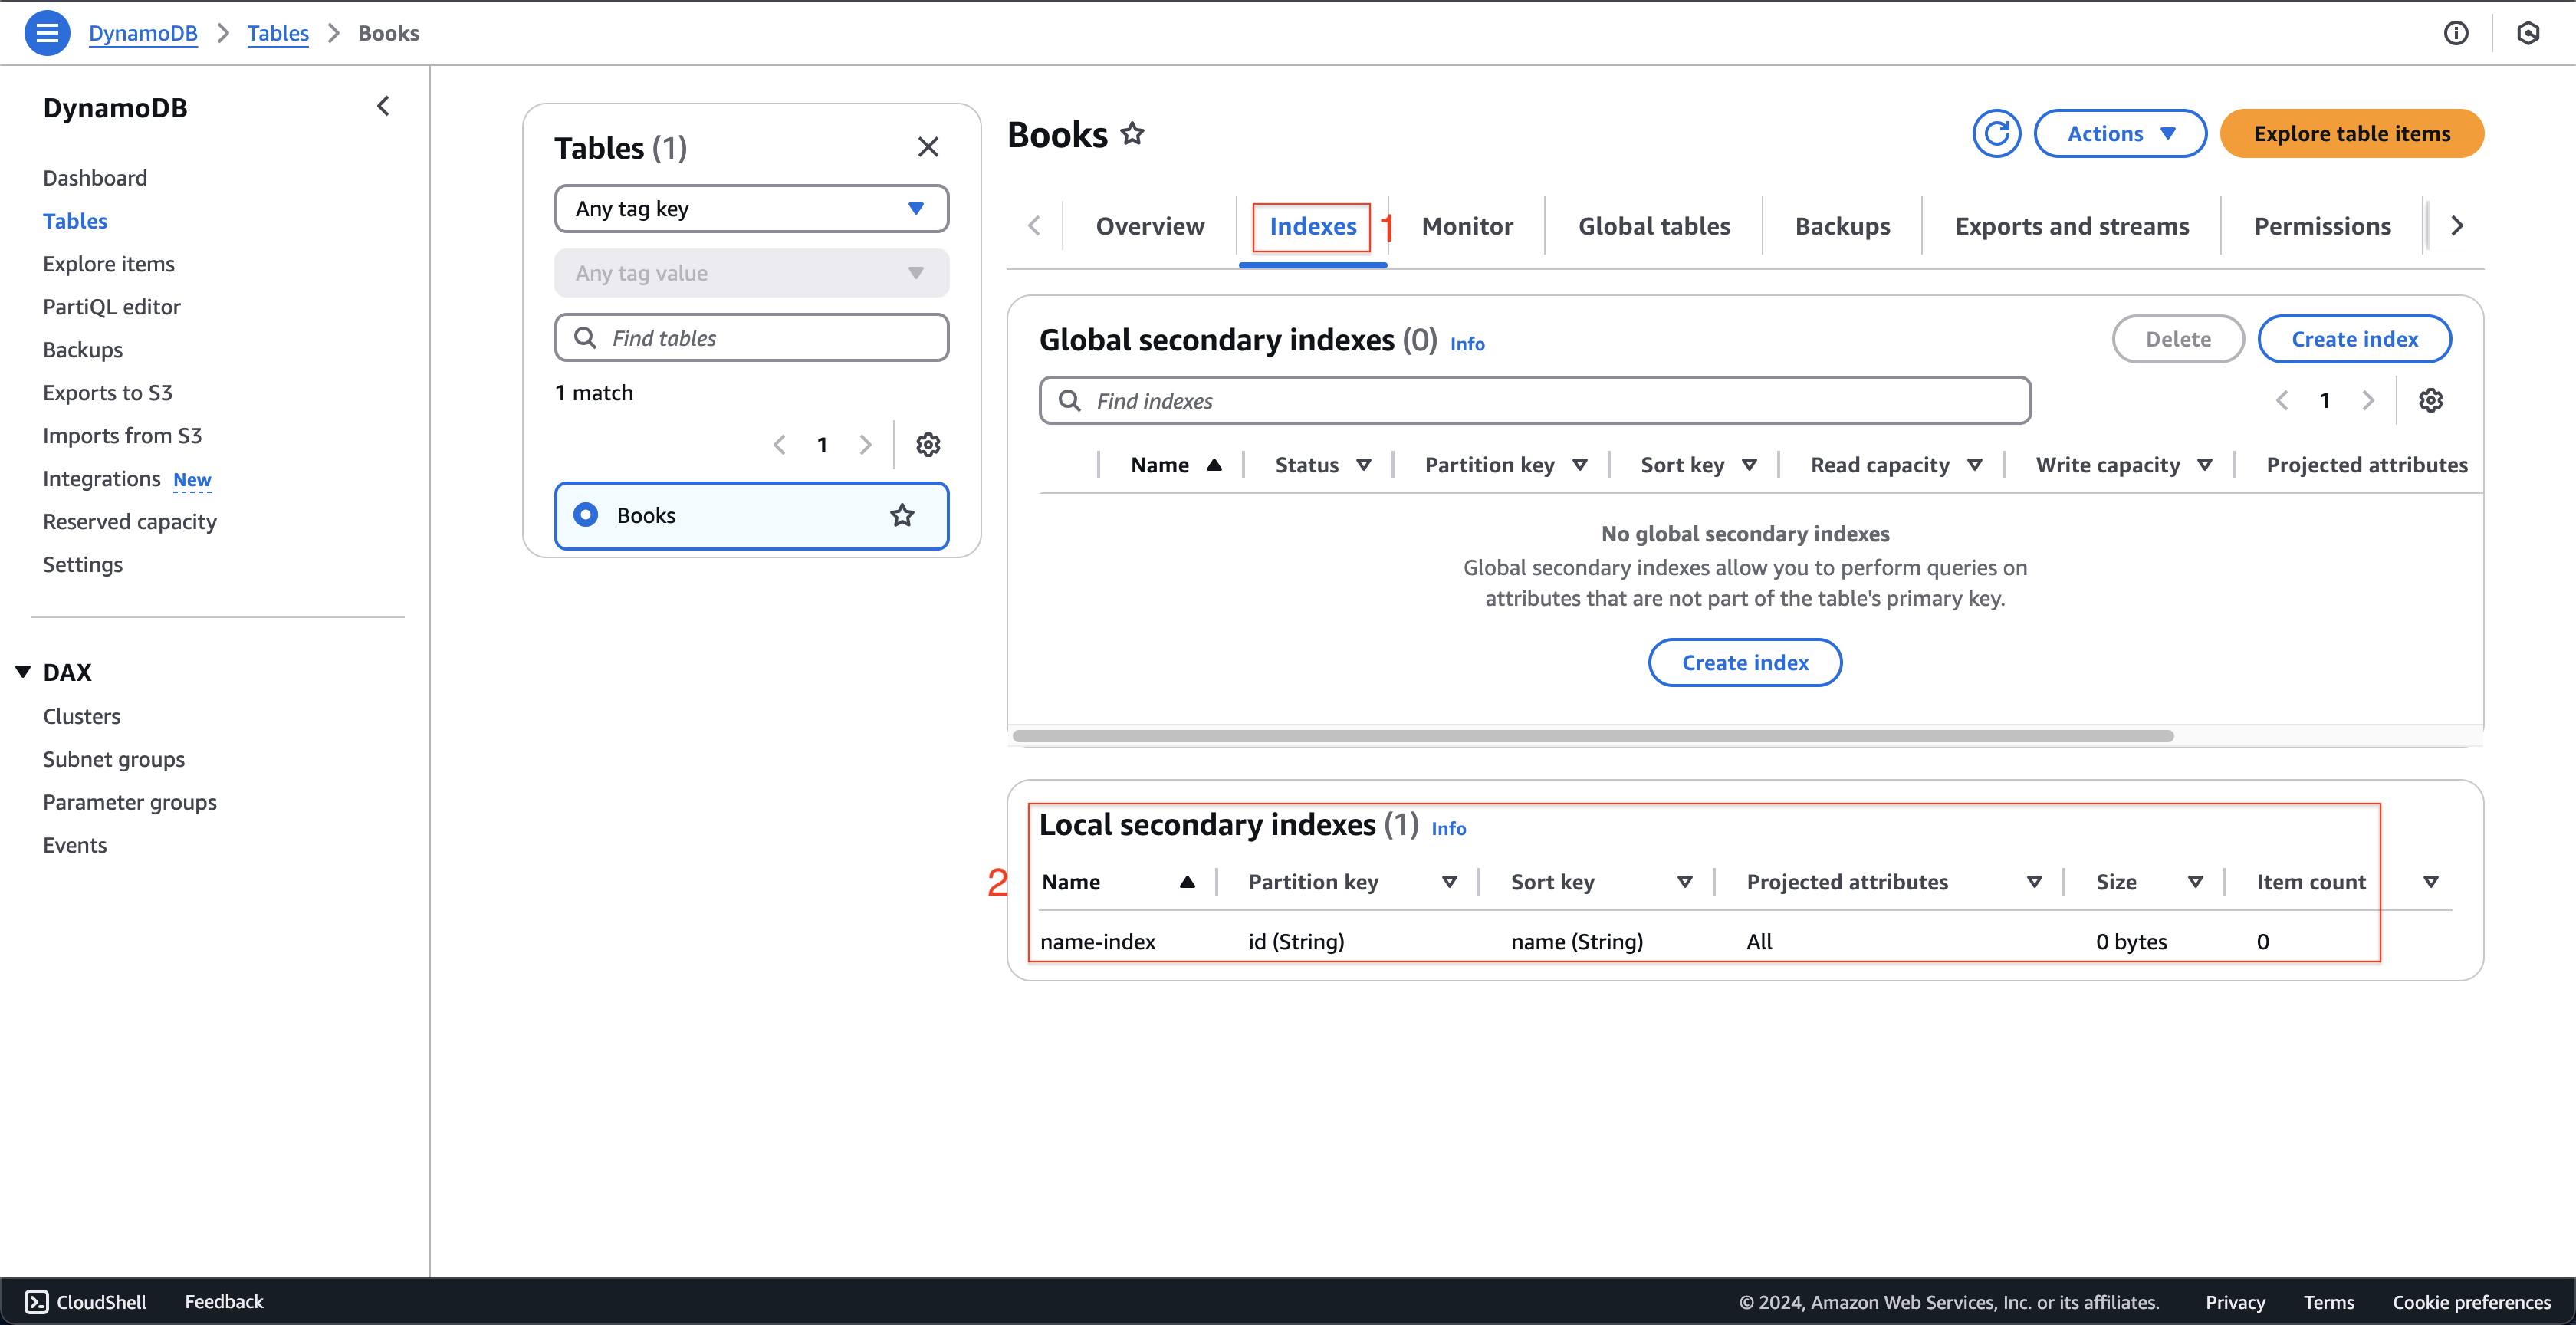 DynamoDB > Tables > Books
DynamoDB
Dashboard
Tables
Explore items
PartiQL editor
Backups
Exports to S3
Imports from S3
Integrations New
Reserved capacity
Settings
DAX
Clusters
Subnet groups
Parameter groups
Events
Tables (1)
Any tag key
Any tag value
Find tables
1 match
1
Books
Books
Actions
Explore table items
Overview
Indexes
1
Monitor
Global tables
Backups
Exports and streams
Permissions
Global secondary indexes (0) Info
Delete
Create index
Find indexes
1
Name Status Partition key Sort key Read capacity Write capacity Projected attributes
No global secondary indexes
Global secondary indexes allow you to perform queries on
attributes that are not part of the table's primary key.
Create index
Local secondary indexes (1) Info
2
Name Partition key Sort key Projected attributes Size Item count
name-index id (String) name (String) All 0 bytes 0
CloudShell Feedback © 2024, Amazon Web Services, Inc. or its affiliates. Privacy Terms Cookie preferences